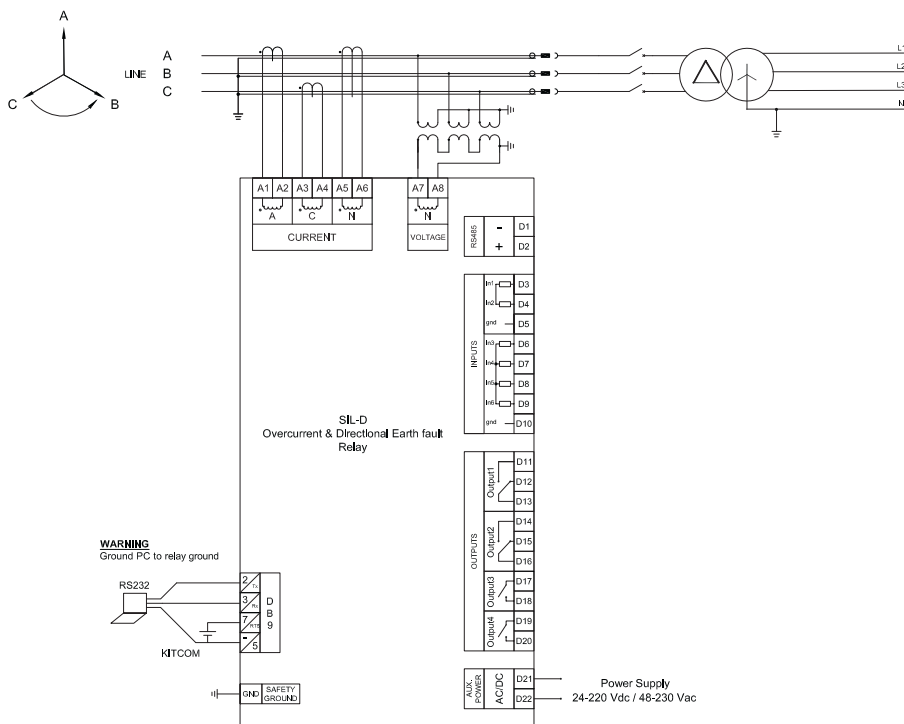 A
C
B
LINE
A
B
C
L1
L2
L3
N
A1 A2 A3 A4 A5 A6
A C N
CURRENT
A7 A8
N
VOLTAGE
RS485
- D1
+ D2
INPUTS
In1 D3
In2 D4
gnd D5
In3 D6
In4 D7
In5 D8
In6 D9
gnd D10
SIL-D
Overcurrent & Directional Earth fault
Relay
OUTPUTS
Output1
D11
D12
D13
Output2
D14
D15
D16
Output3
D17
D18
Output4
D19
D20
WARNING
Ground PC to relay ground
RS232
KITCOM
2 Tx
3 Rx
7 RTS
- 5
DB9
GND SAFETY GROUND
AUX. POWER
AC/DC
D21
D22
Power Supply
24-220 Vdc / 48-230 Vac